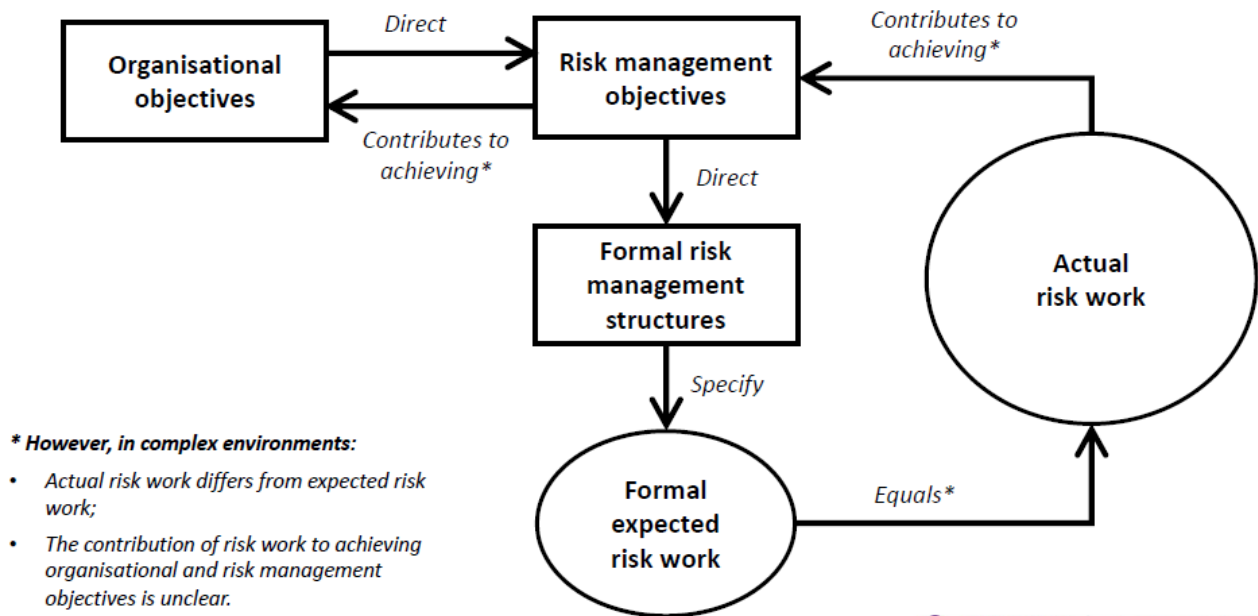 Direct
Contributes to
achieving*
Organisational
objectives
Risk management
objectives
Contributes to
achieving*
Direct
Formal risk
management
structures
Actual
risk work
Specify
* However, in complex environments:
• Actual risk work differs from expected risk
work;
• The contribution of risk work to achieving
organisational and risk management
objectives is unclear.
Formal
expected
risk work
Equals*